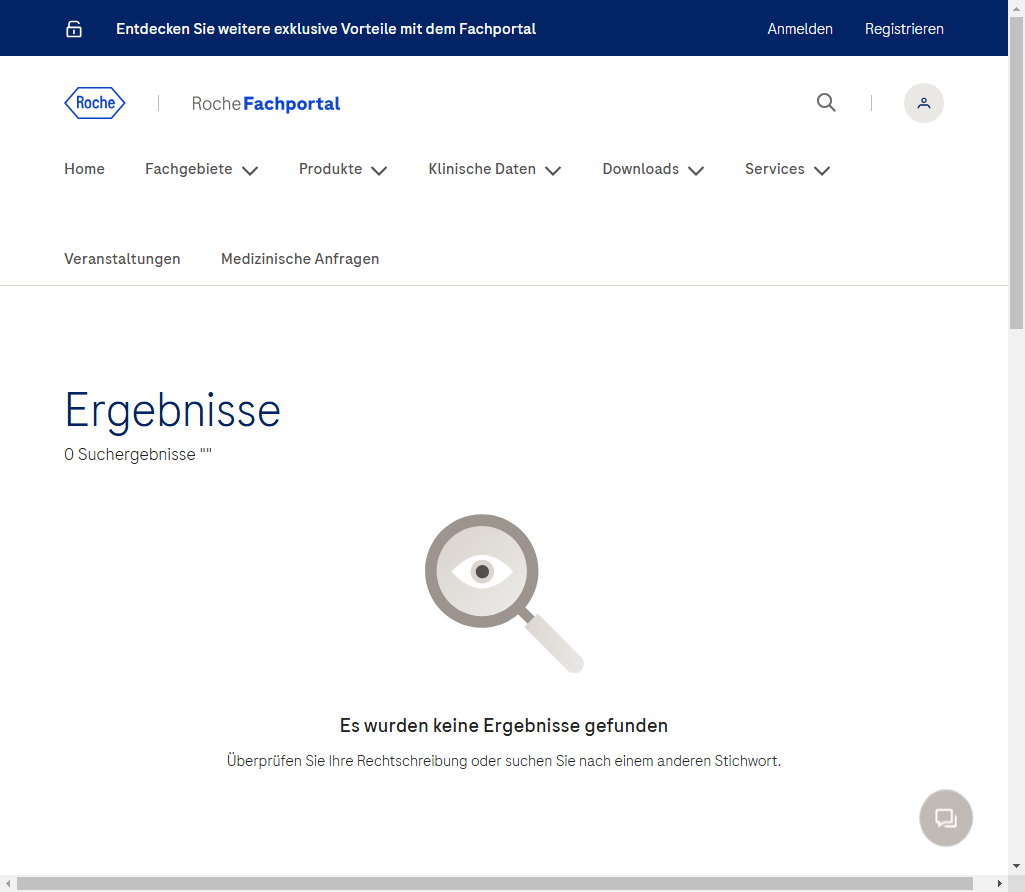 Entdecken Sie weitere exklusive Vorteile mit dem Fachportal
Anmelden
Registrieren
Roche
Roche Fachportal
Home
Fachgebiete
Produkte
Klinische Daten
Downloads
Services
Veranstaltungen
Medizinische Anfragen
Ergebnisse
0 Suchergebnisse ""
Es wurden keine Ergebnisse gefunden
Überprüfen Sie Ihre Rechtschreibung oder suchen Sie nach einem anderen Stichwort.